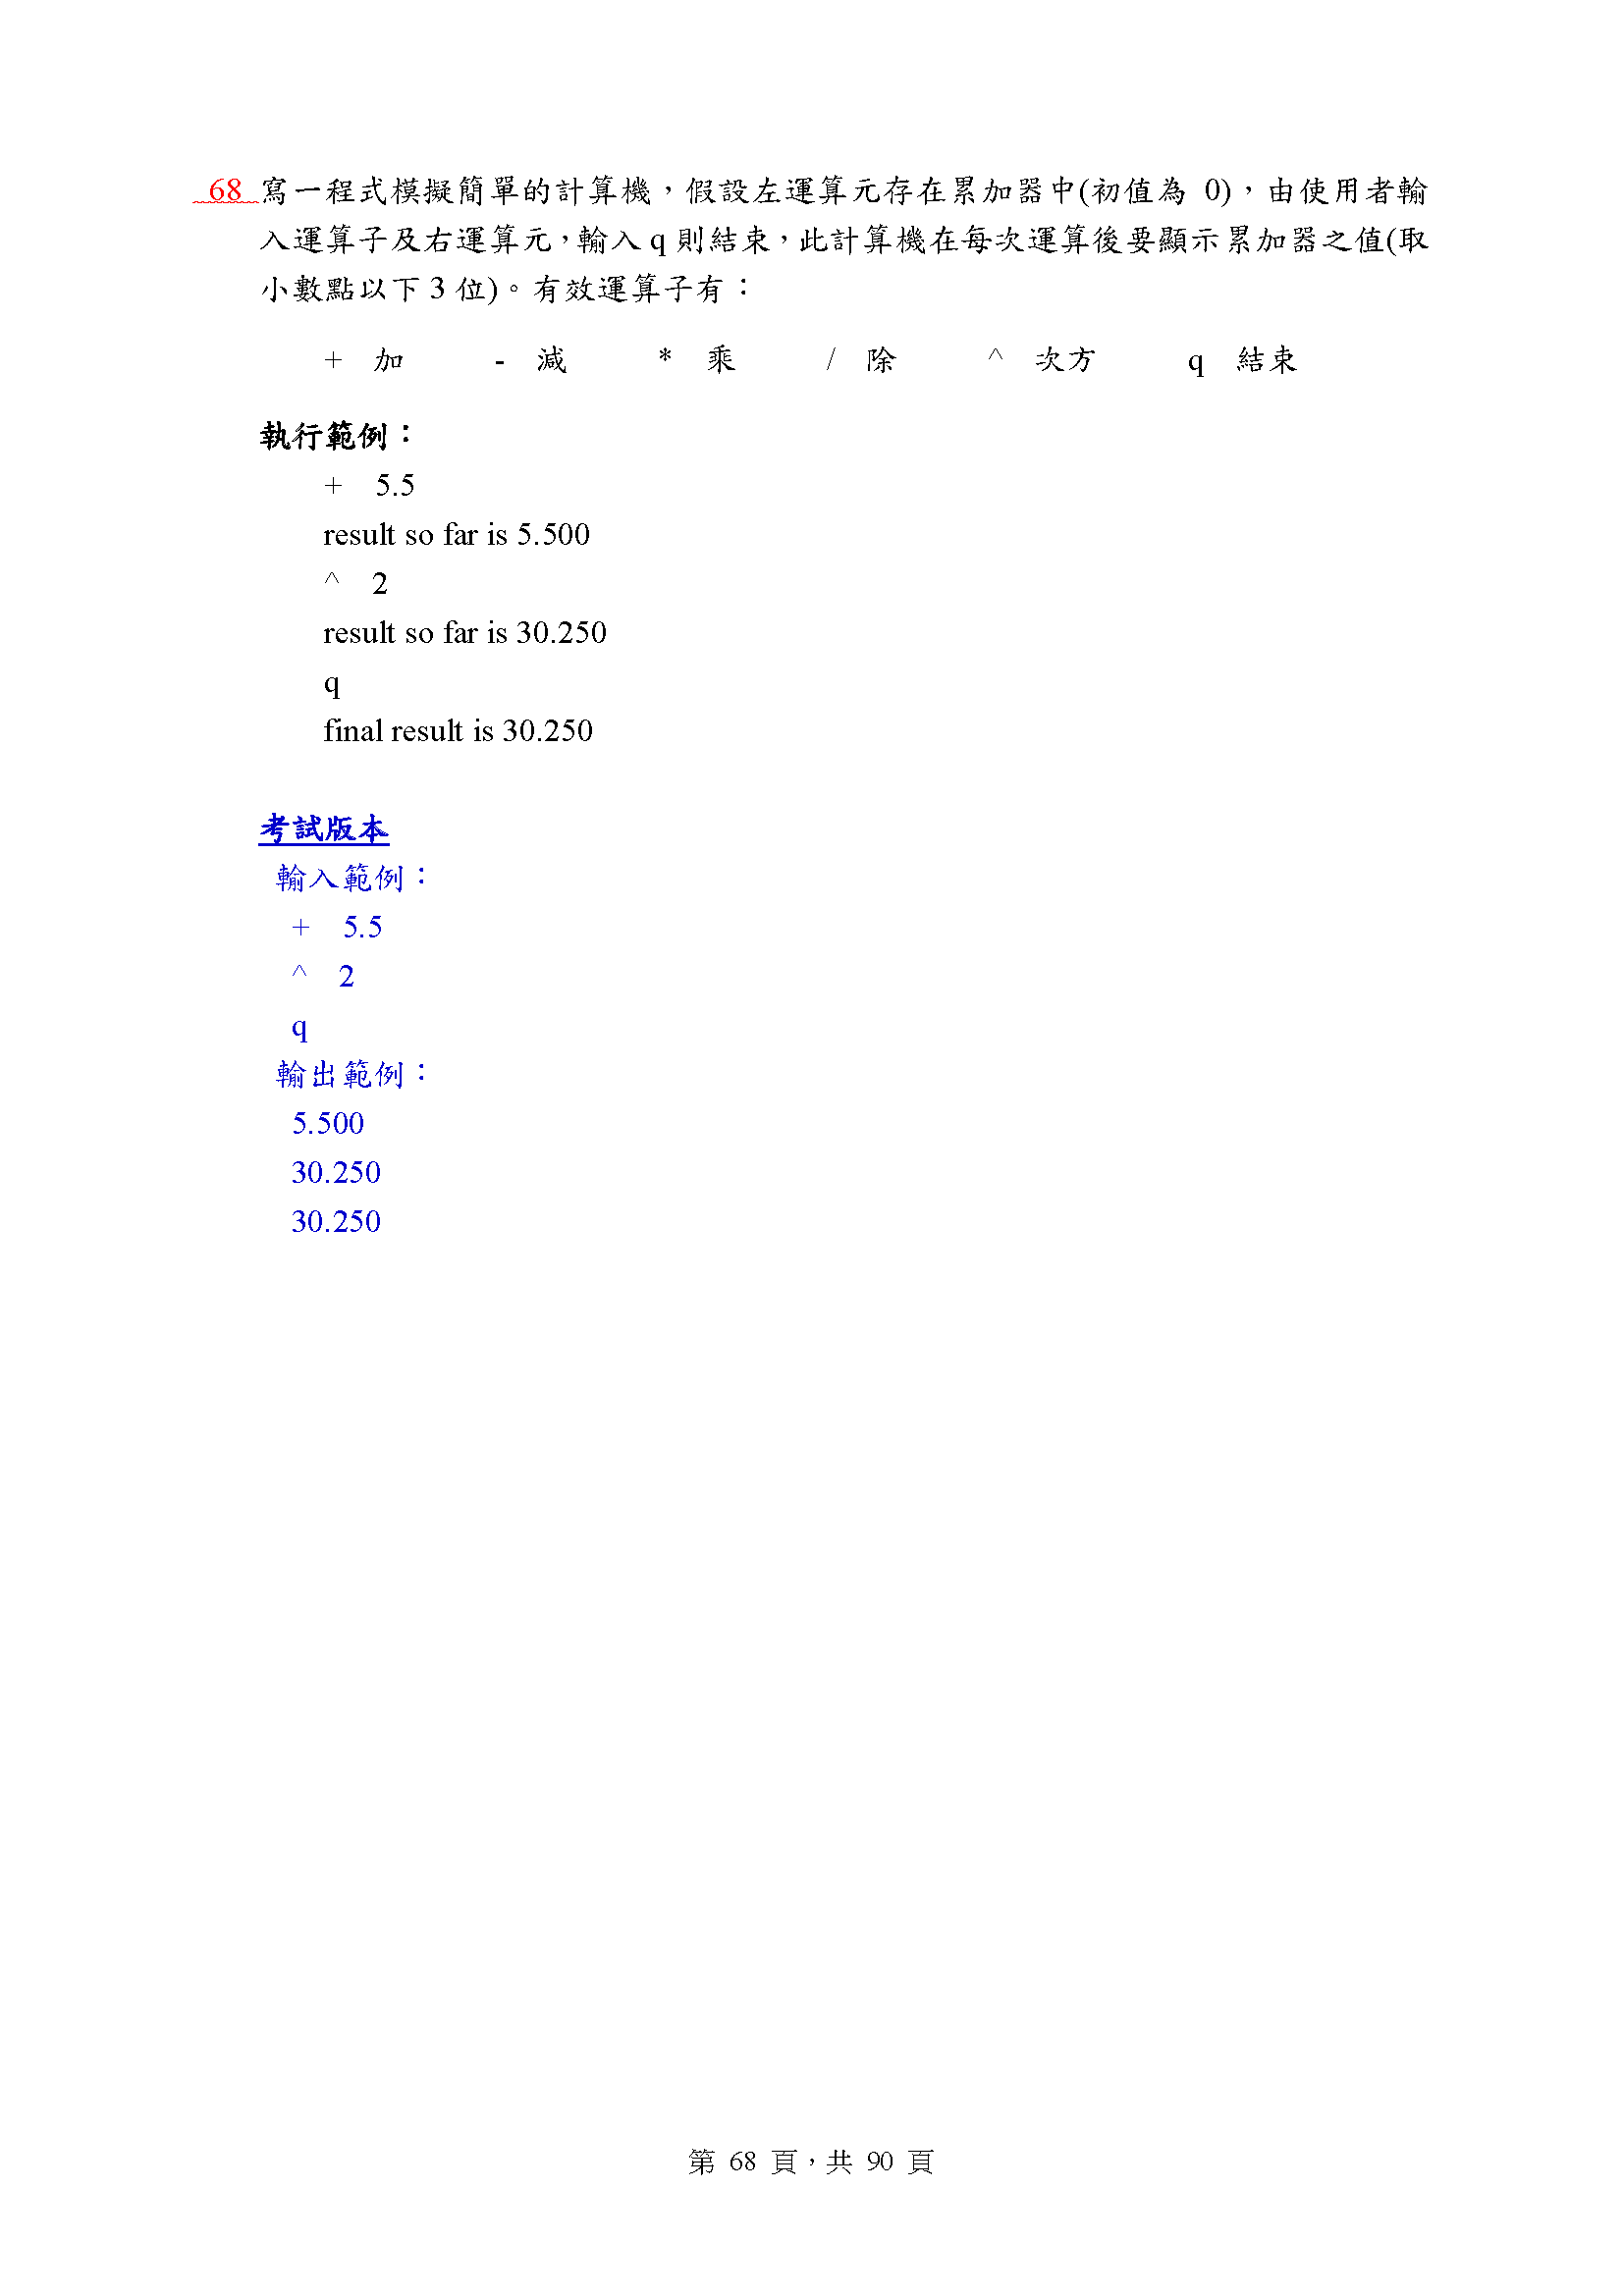 68 寫一程式模擬簡單的計算機，假設左運算元存在累加器中(初值為 0)，由使用者輸
入運算子及右運算元，輸入 q 則結束，此計算機在每次運算後要顯示累加器之值(取
小數點以下 3 位)。有效運算子有：
+ 加 - 減 * 乘 / 除 ^ 次方 q 結束
執行範例：
+ 5.5
result so far is 5.500
^ 2
result so far is 30.250
q
final result is 30.250
考試版本
輸入範例：
+ 5.5
^ 2
q
輸出範例：
5.500
30.250
30.250
第 68 頁，共 90 頁